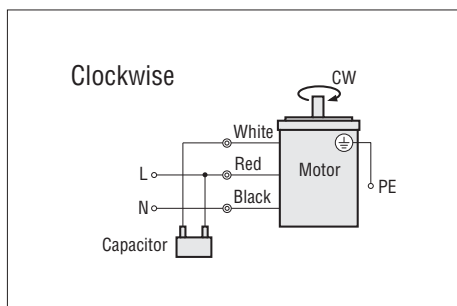 Clockwise
CW
White
Red
Motor
L
PE
Black
N
Capacitor